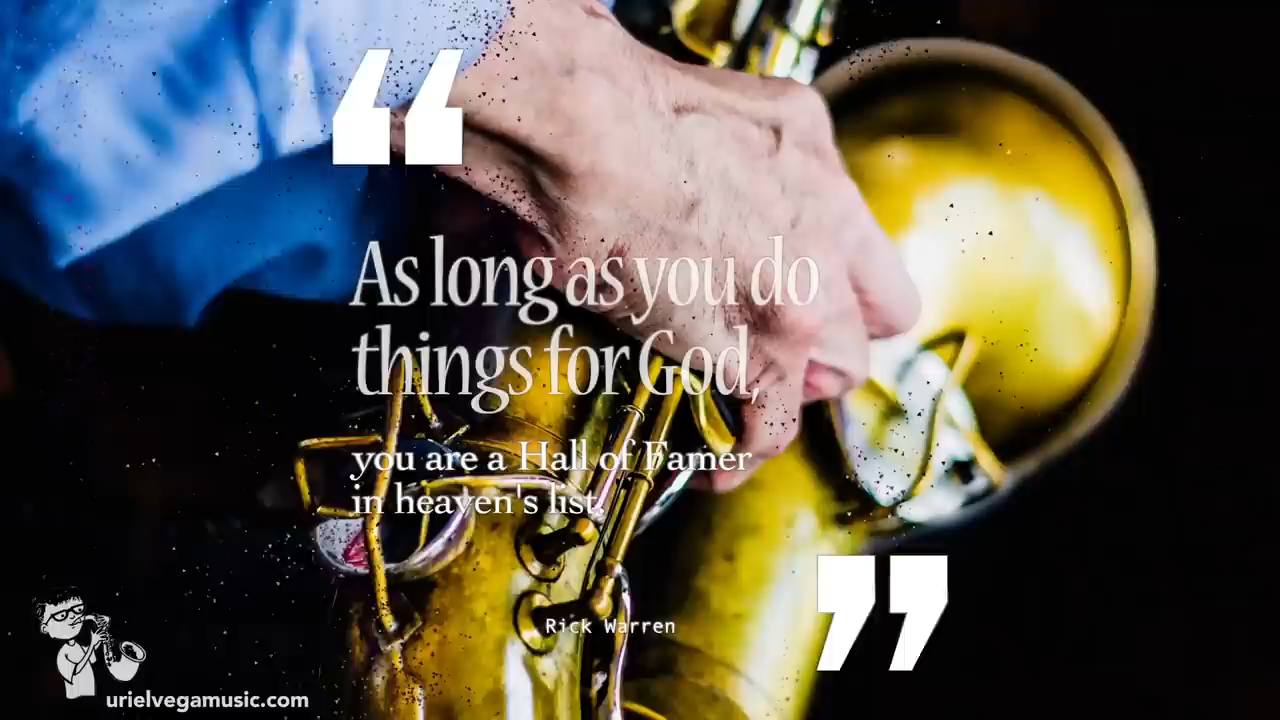 “
As long as you do
things for God,
you are a Hall of Famer
in heaven's list.
Rick Warren
”
urielvegamusic.com